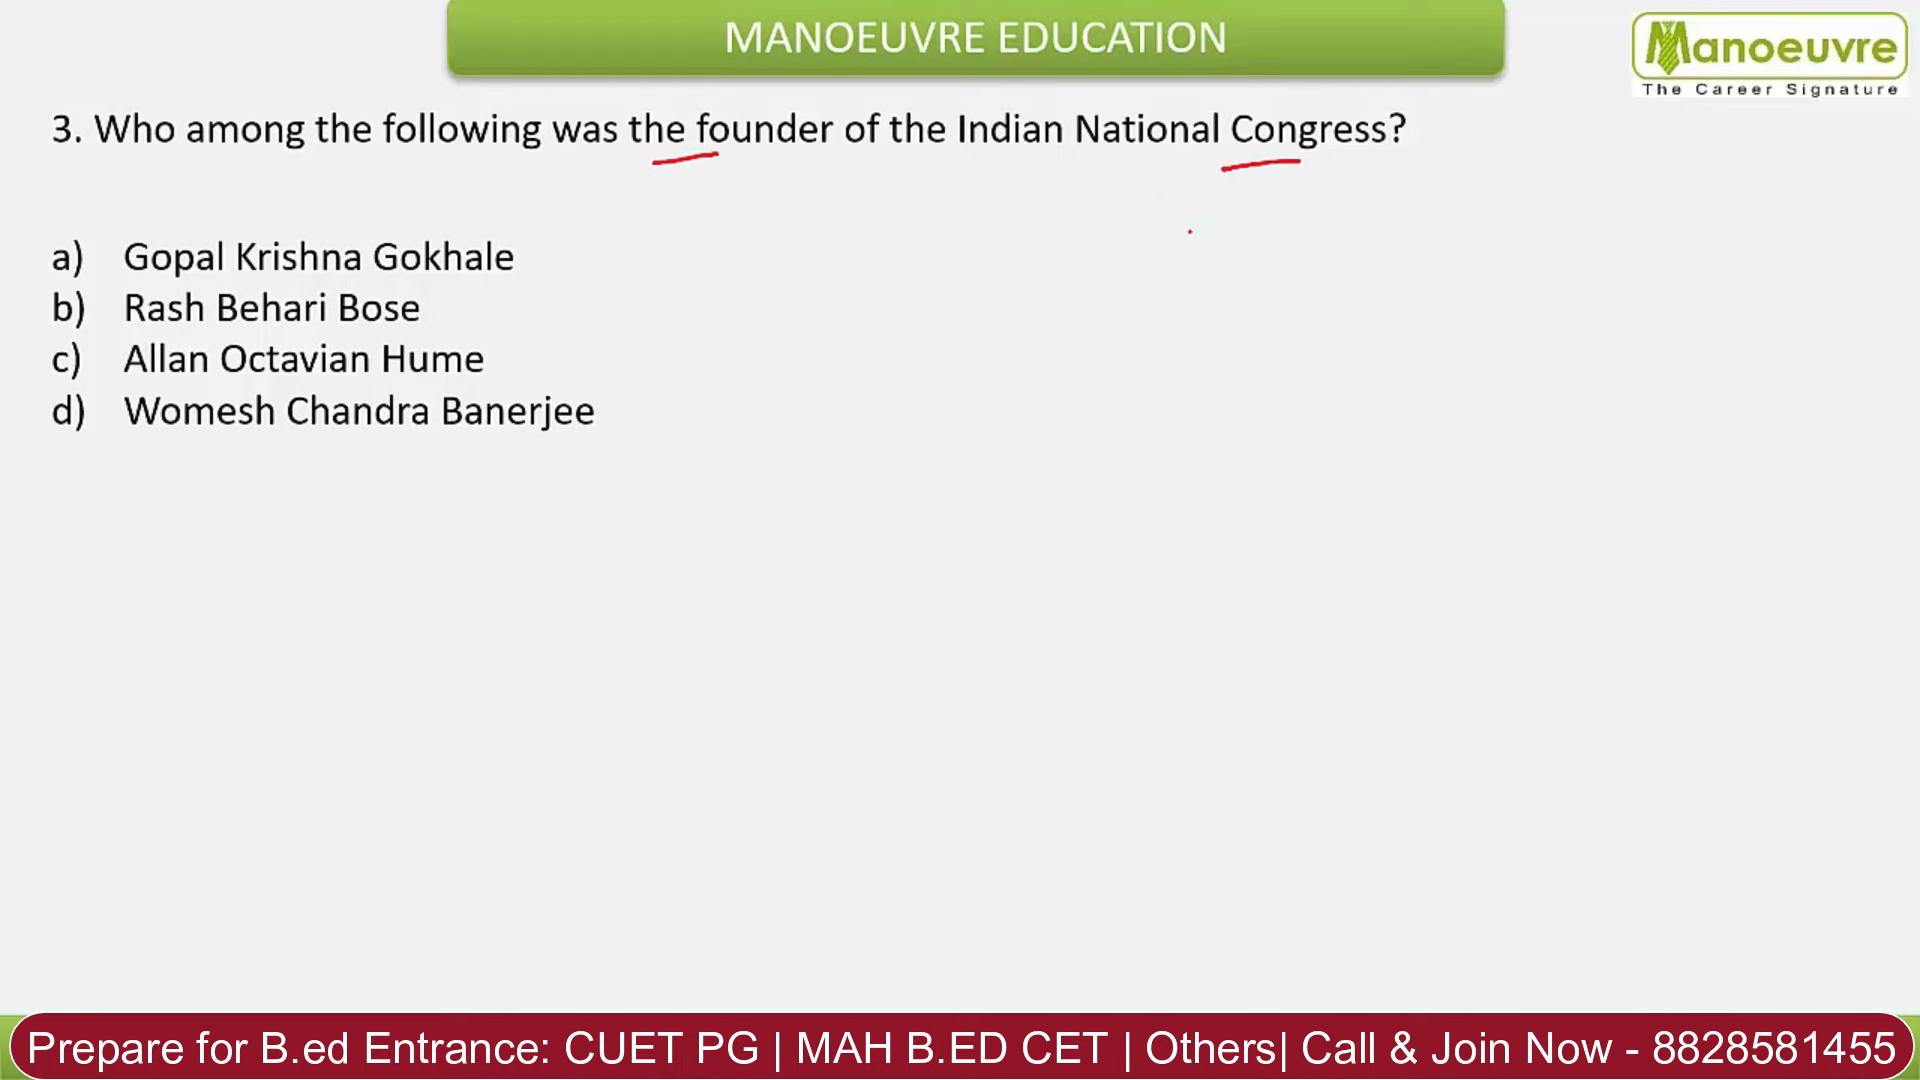 MANOEUVRE EDUCATION
Manoeuvre
The Career Signature
3. Who among the following was the founder of the Indian National Congress?
a) Gopal Krishna Gokhale
b) Rash Behari Bose
c) Allan Octavian Hume
d) Womesh Chandra Banerjee
Prepare for B.ed Entrance: CUET PG | MAH B.ED CET | Others| Call & Join Now - 8828581455